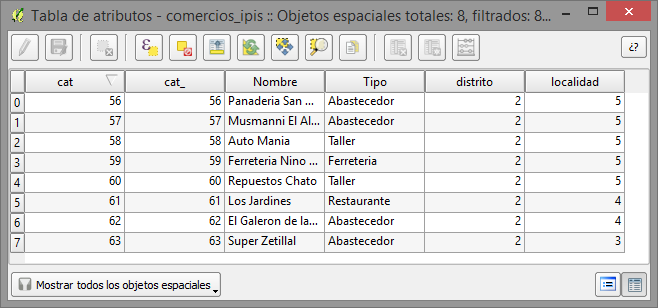 Tabla de atributos - comercios_ipis :: Objetos espaciales totales: 8, filtrados: 8...
¿?
cat cat_ Nombre Tipo distrito localidad
0 56 56 Panaderia San ... Abastecedor 2 5
1 57 57 Musmanni El Al... Abastecedor 2 5
2 58 58 Auto Mania Taller 2 5
3 59 59 Ferreteria Nino ... Ferreteria 2 5
4 60 60 Repuestos Chato Taller 2 5
5 61 61 Los Jardines Restaurante 2 4
6 62 62 El Galeron de la... Abastecedor 2 4
7 63 63 Super Zetillal Abastecedor 2 3
Mostrar todos los objetos espaciales